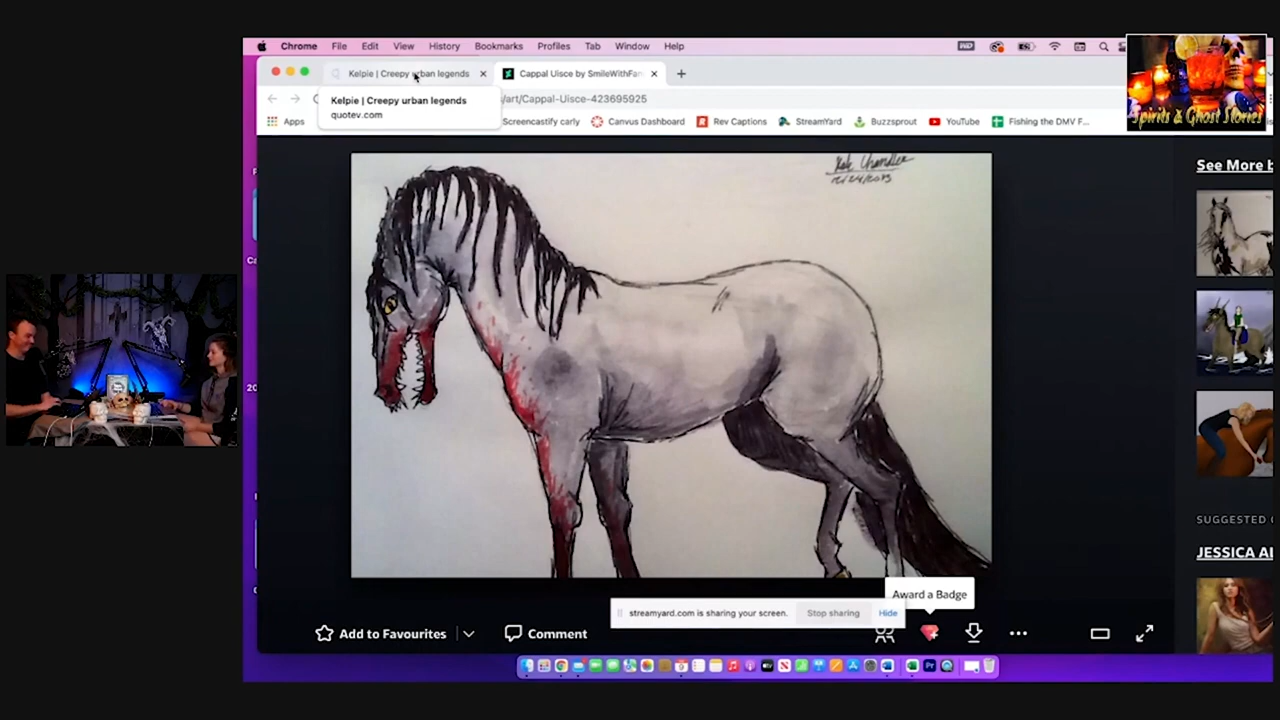 Chrome File Edit View History Bookmarks Profiles Tab Window Help
Kelpie | Creepy urban legends
Cappal Uisce by SmileWithFan
Kelpie | Creepy urban legends
quotev.com
/art/Cappal-Uisce-423695925
Apps
Screencastify carly
Canvus Dashboard
Rev Captions
StreamYard
Buzzsprout
YouTube
Fishing the DMV F...
Spirits & Ghost Stories
Chandler
See More b
SUGGESTED
JESSICA AL
Award a Badge
streamyard.com is sharing your screen. Stop sharing Hide
Add to Favourites
Comment